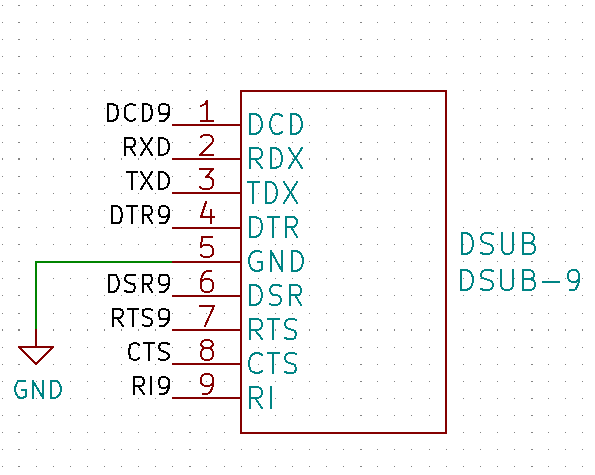 DCD9 1 DCD
RXD 2 RDX
TXD 3 TDX
DTR9 4 DTR
5 GND
DSR9 6 DSR
RTS9 7 RTS
CTS 8 CTS
RI9 9 RI
DSUB
DSUB-9
GND